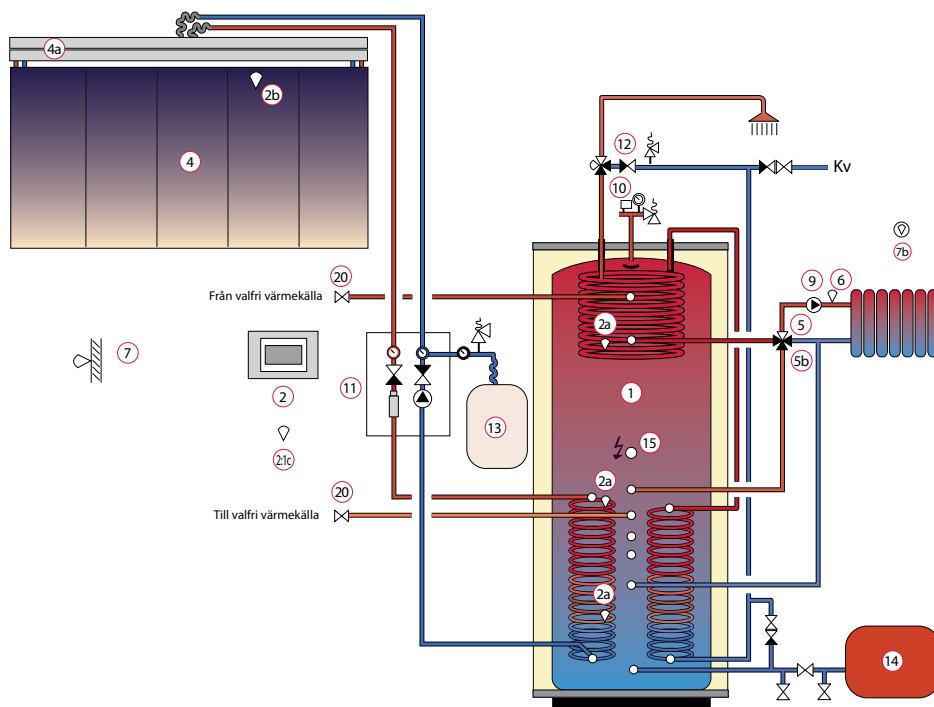 4a
2b
4
12
Kv
10
7b
20
9
6
Från valfri värmekälla
2a
5
7
5b
2
11
1
13
15
2:1c
20
2a
Till valfri värmekälla
2a
14